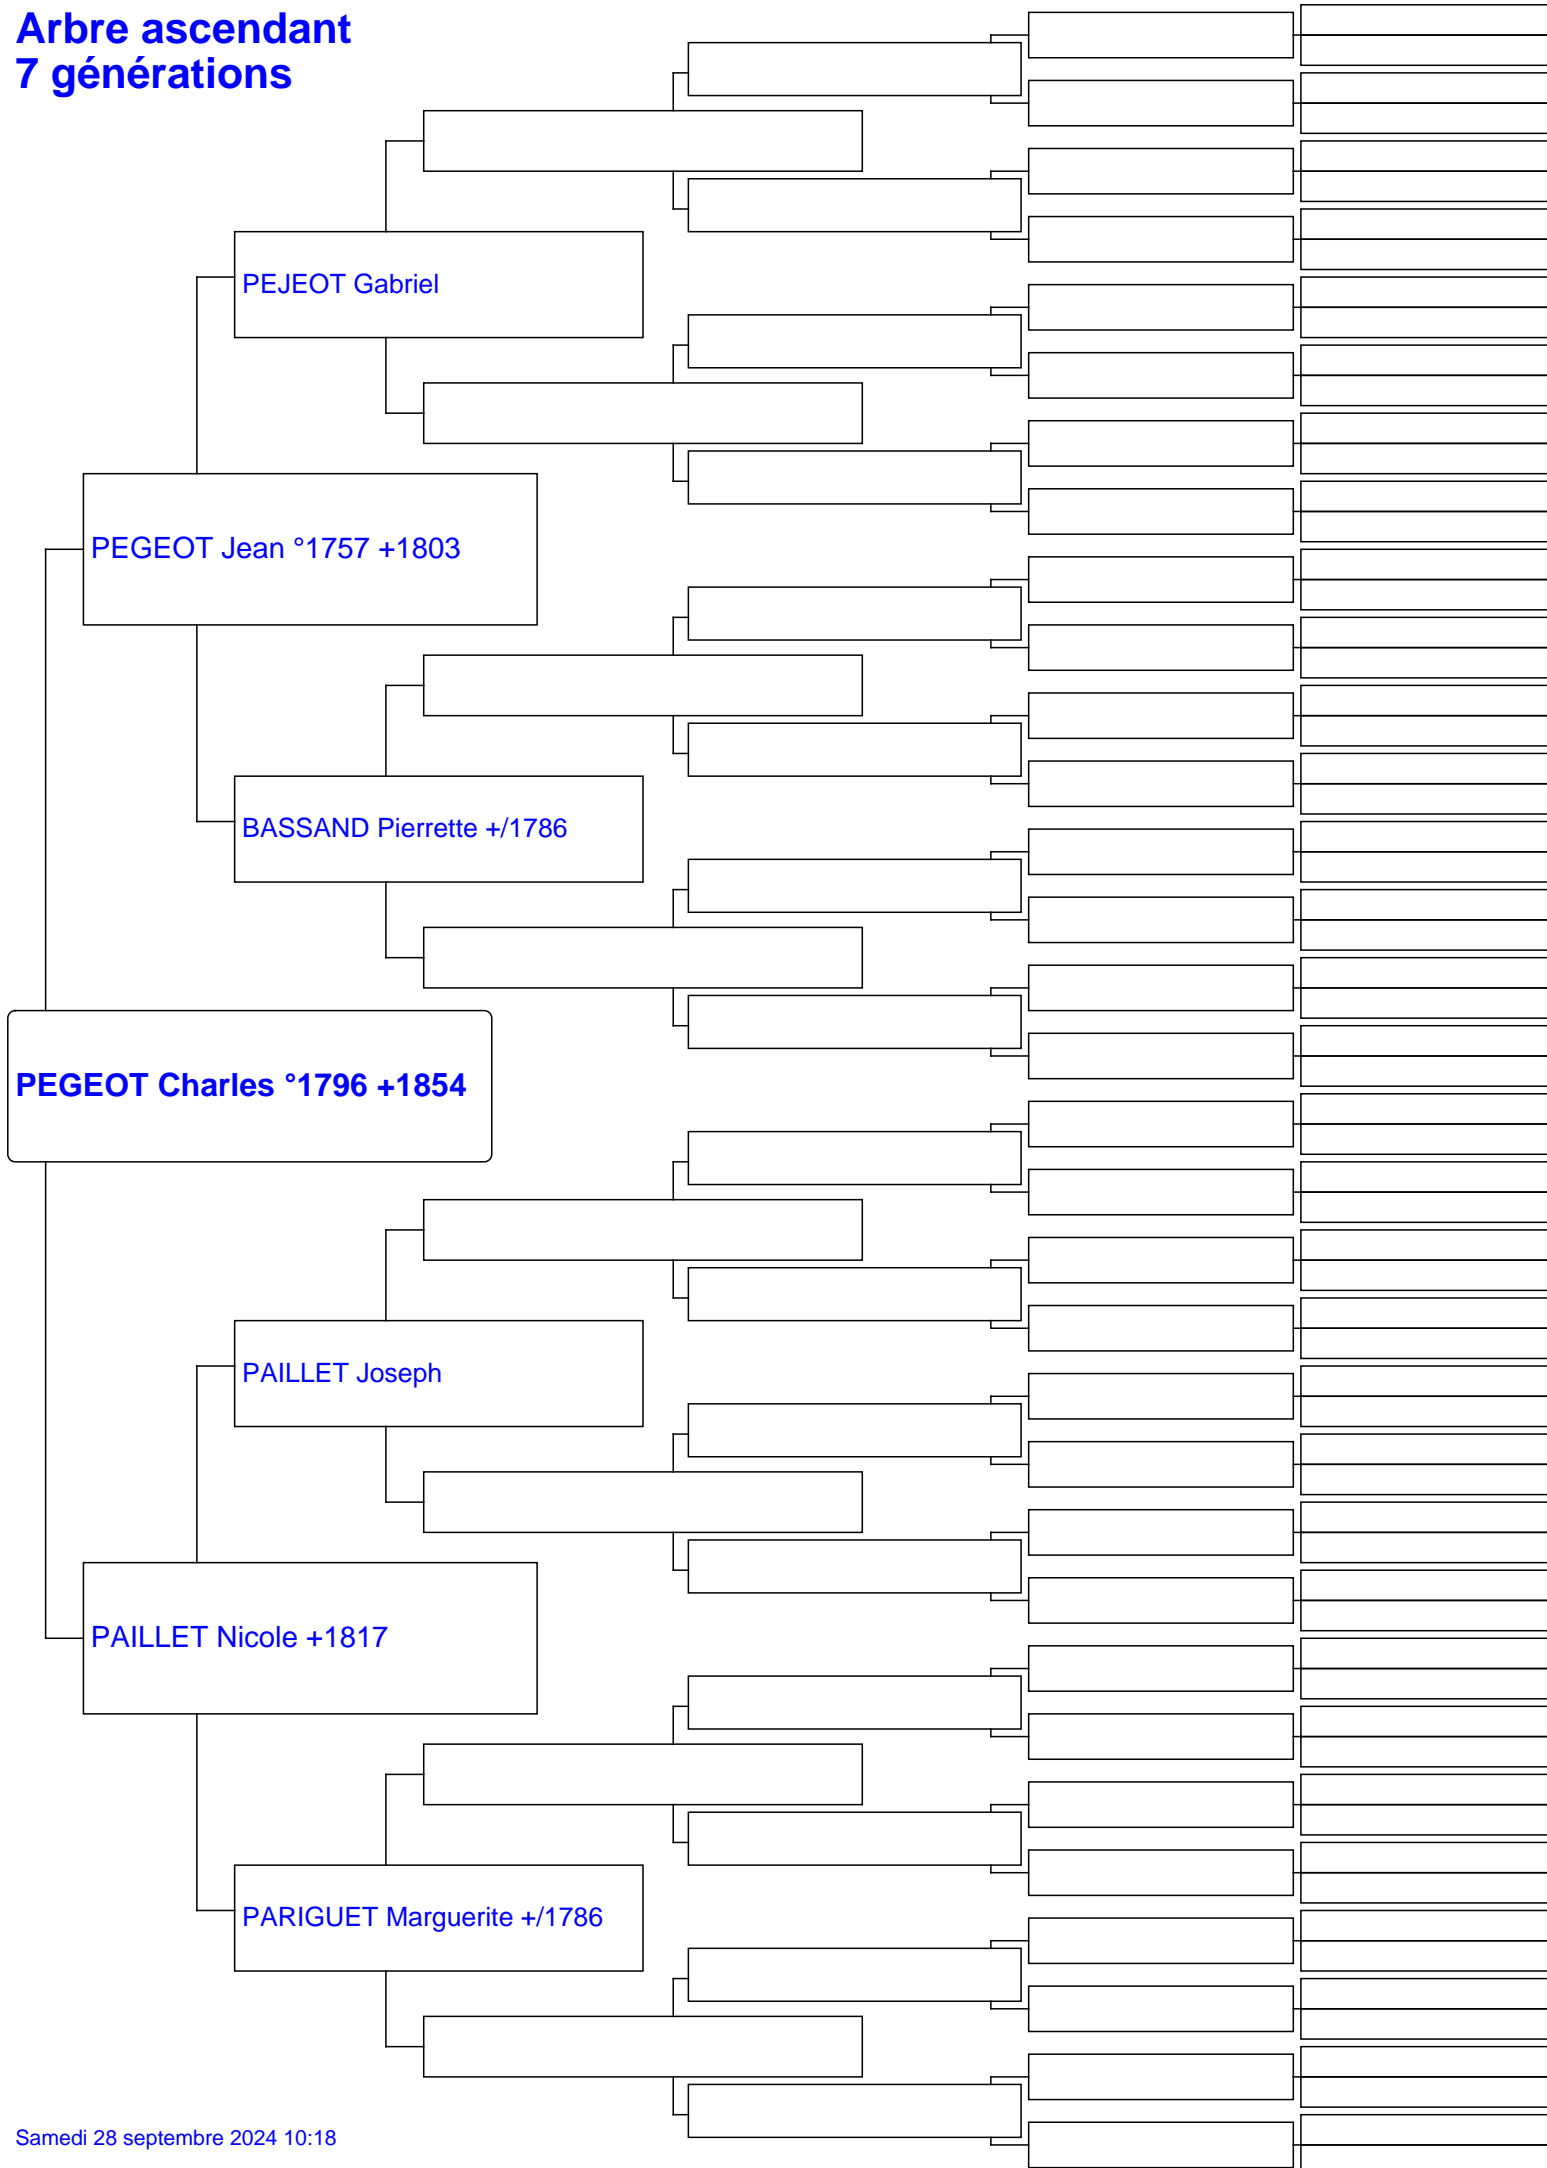 Arbre ascendant
7 générations
PEJEOT Gabriel
PEGEOT Jean °1757 +1803
BASSAND Pierrette +/1786
PEGEOT Charles °1796 +1854
PAILLET Joseph
PAILLET Nicole +1817
PARIGUET Marguerite +/1786
Samedi 28 septembre 2024 10:18